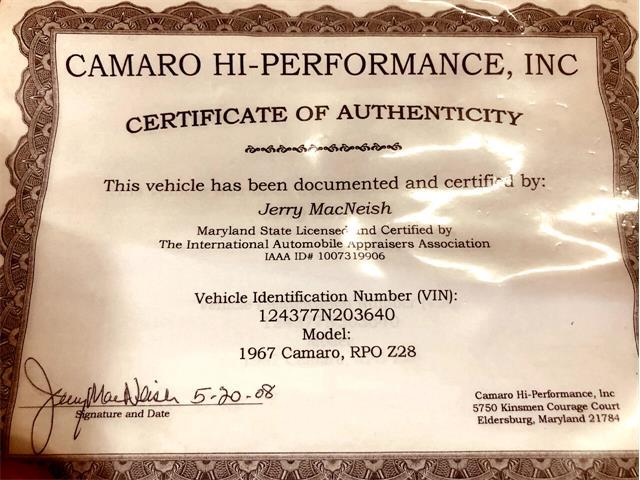 CAMARO HI-PERFORMANCE, INC
CERTIFICATE OF AUTHENTICITY
This vehicle has been documented and certified by:
Jerry MacNeish
Maryland State Licensed and Certified by
The International Automobile Appraisers Association
IAAA ID# 1007319906
Vehicle Identification Number (VIN):
124377N203640
Model:
1967 Camaro, RPO Z28
Jerry MacNeish 5-20-08
Signature and Date
Camaro Hi-Performance, Inc
5750 Kinsmen Courage Court
Eldersburg, Maryland 21784